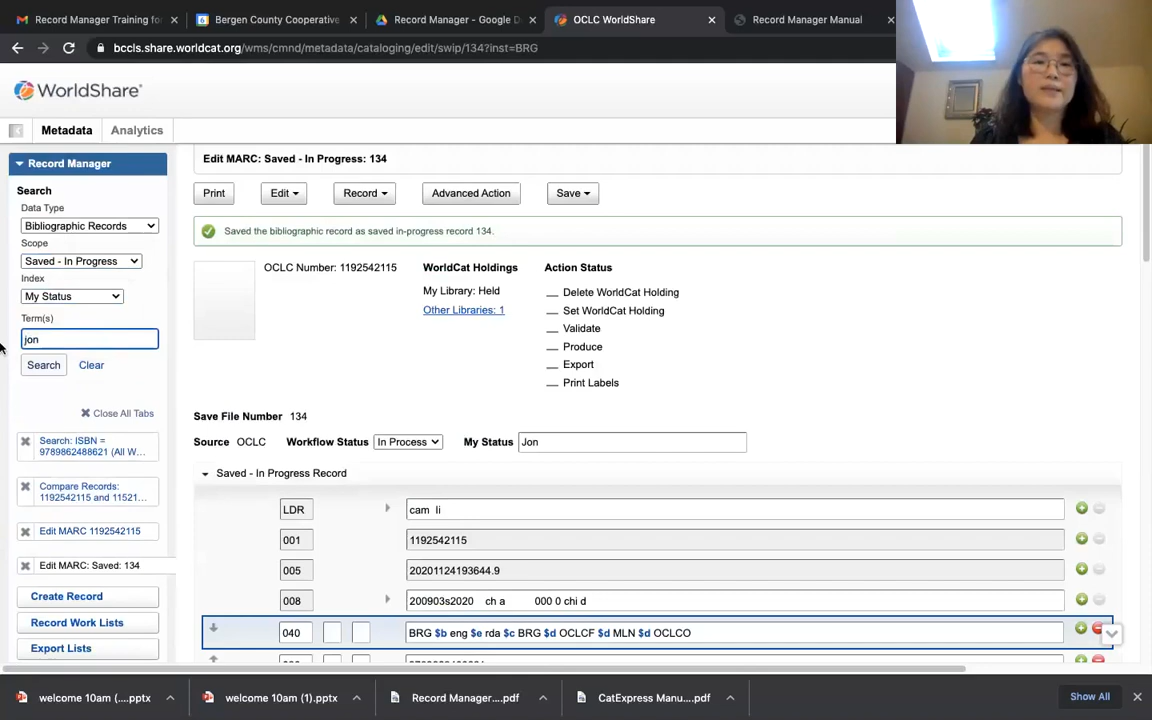 Record Manager Training for
Bergen County Cooperative
Record Manager - Google D
OCLC WorldShare
Record Manager Manual
bccls.share.worldcat.org/wms/cmnd/metadata/cataloging/edit/swip/134?inst=BRG
WorldShare
Metadata
Analytics
Record Manager
Search
Data Type
Bibliographic Records
Scope
Saved - In Progress
Index
My Status
Term(s)
jon
Search
Clear
Close All Tabs
Search: ISBN =
9789862488621 (All W...
Compare Records:
1192542115 and 11521...
Edit MARC 1192542115
Edit MARC: Saved: 134
Create Record
Record Work Lists
Export Lists
Edit MARC: Saved - In Progress: 134
Print
Edit
Record
Advanced Action
Save
Saved the bibliographic record as saved in-progress record 134.
OCLC Number: 1192542115
WorldCat Holdings
My Library: Held
Other Libraries: 1
Action Status
Delete WorldCat Holding
Set WorldCat Holding
Validate
Produce
Export
Print Labels
Save File Number 134
Source OCLC Workflow Status In Process My Status Jon
Saved - In Progress Record
LDR cam li
001 1192542115
005 20201124193644.9
008 200903s2020 ch a 000 0 chi d
040 BRG $b eng $e rda $c BRG $d OCLCF $d MLN $d OCLCO
welcome 10am (....pptx
welcome 10am (1).pptx
Record Manager....pdf
CatExpress Manu....pdf
Show All